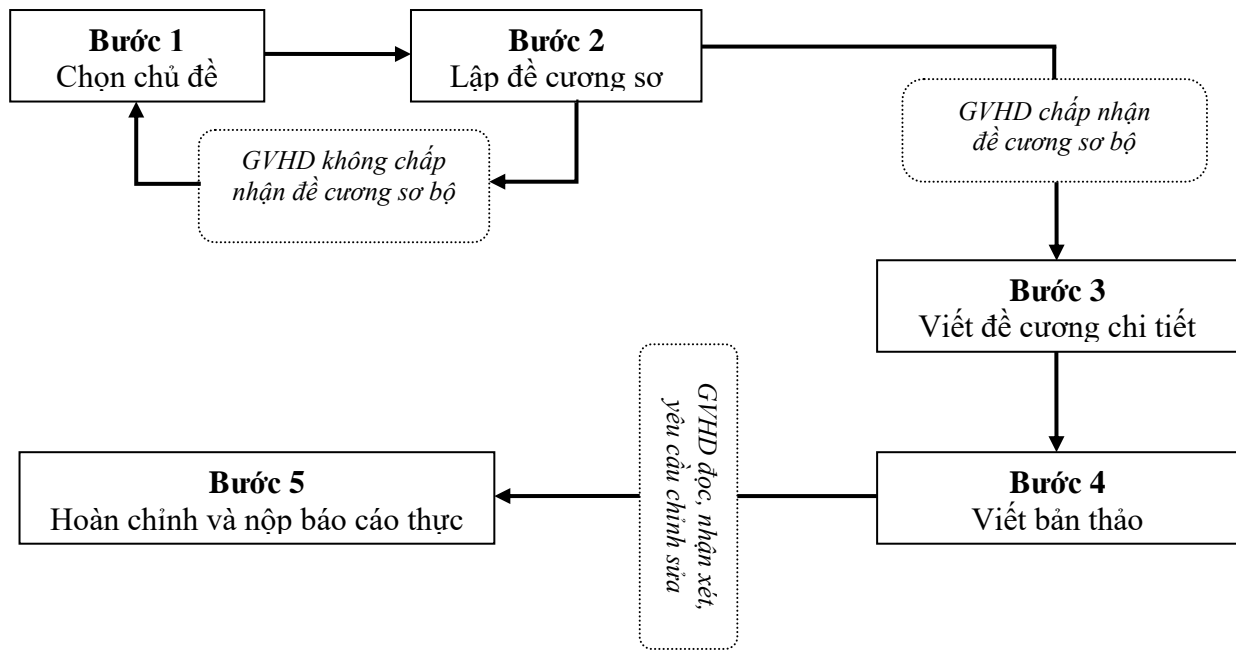 Bước 1
Chọn chủ đề
Bước 2
Lập đề cương sơ
GVHD không chấp
nhận đề cương sơ bộ
GVHD chấp nhận
đề cương sơ bộ
Bước 3
Viết đề cương chi tiết
Bước 4
Viết bản thảo
GVHD đọc, nhận xét,
yêu cầu chỉnh sửa
Bước 5
Hoàn chỉnh và nộp báo cáo thực